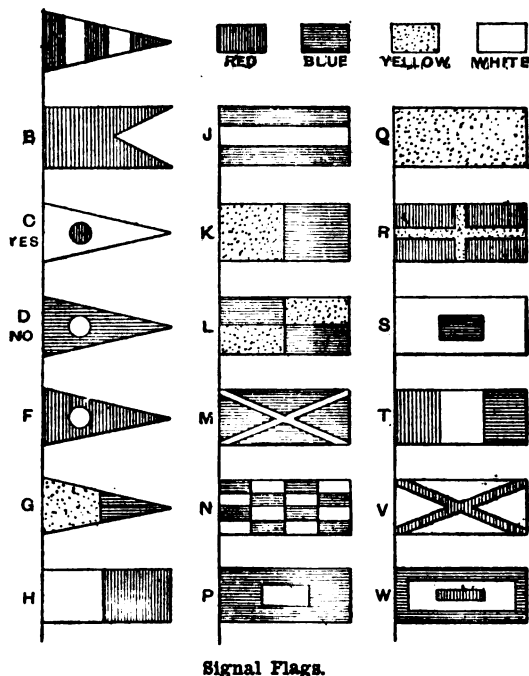 RED BLUE YELLOW WHITE
B J Q
C YES K R
D NO L S
F M T
G N V
H P W
Signal Flags.